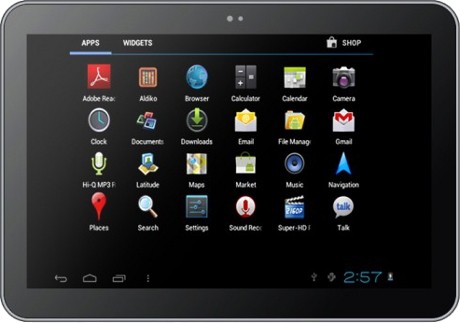 APPS WIDGETS SHOP
Adobe Rea Aldiko Browser Calculator Calendar Camera
Clock Documents Downloads Email File Manag Gmail
Hi-Q MP3 R Latitude Maps Market Music Navigation
Places Search Settings Sound Rec Super-HD Talk
2:57